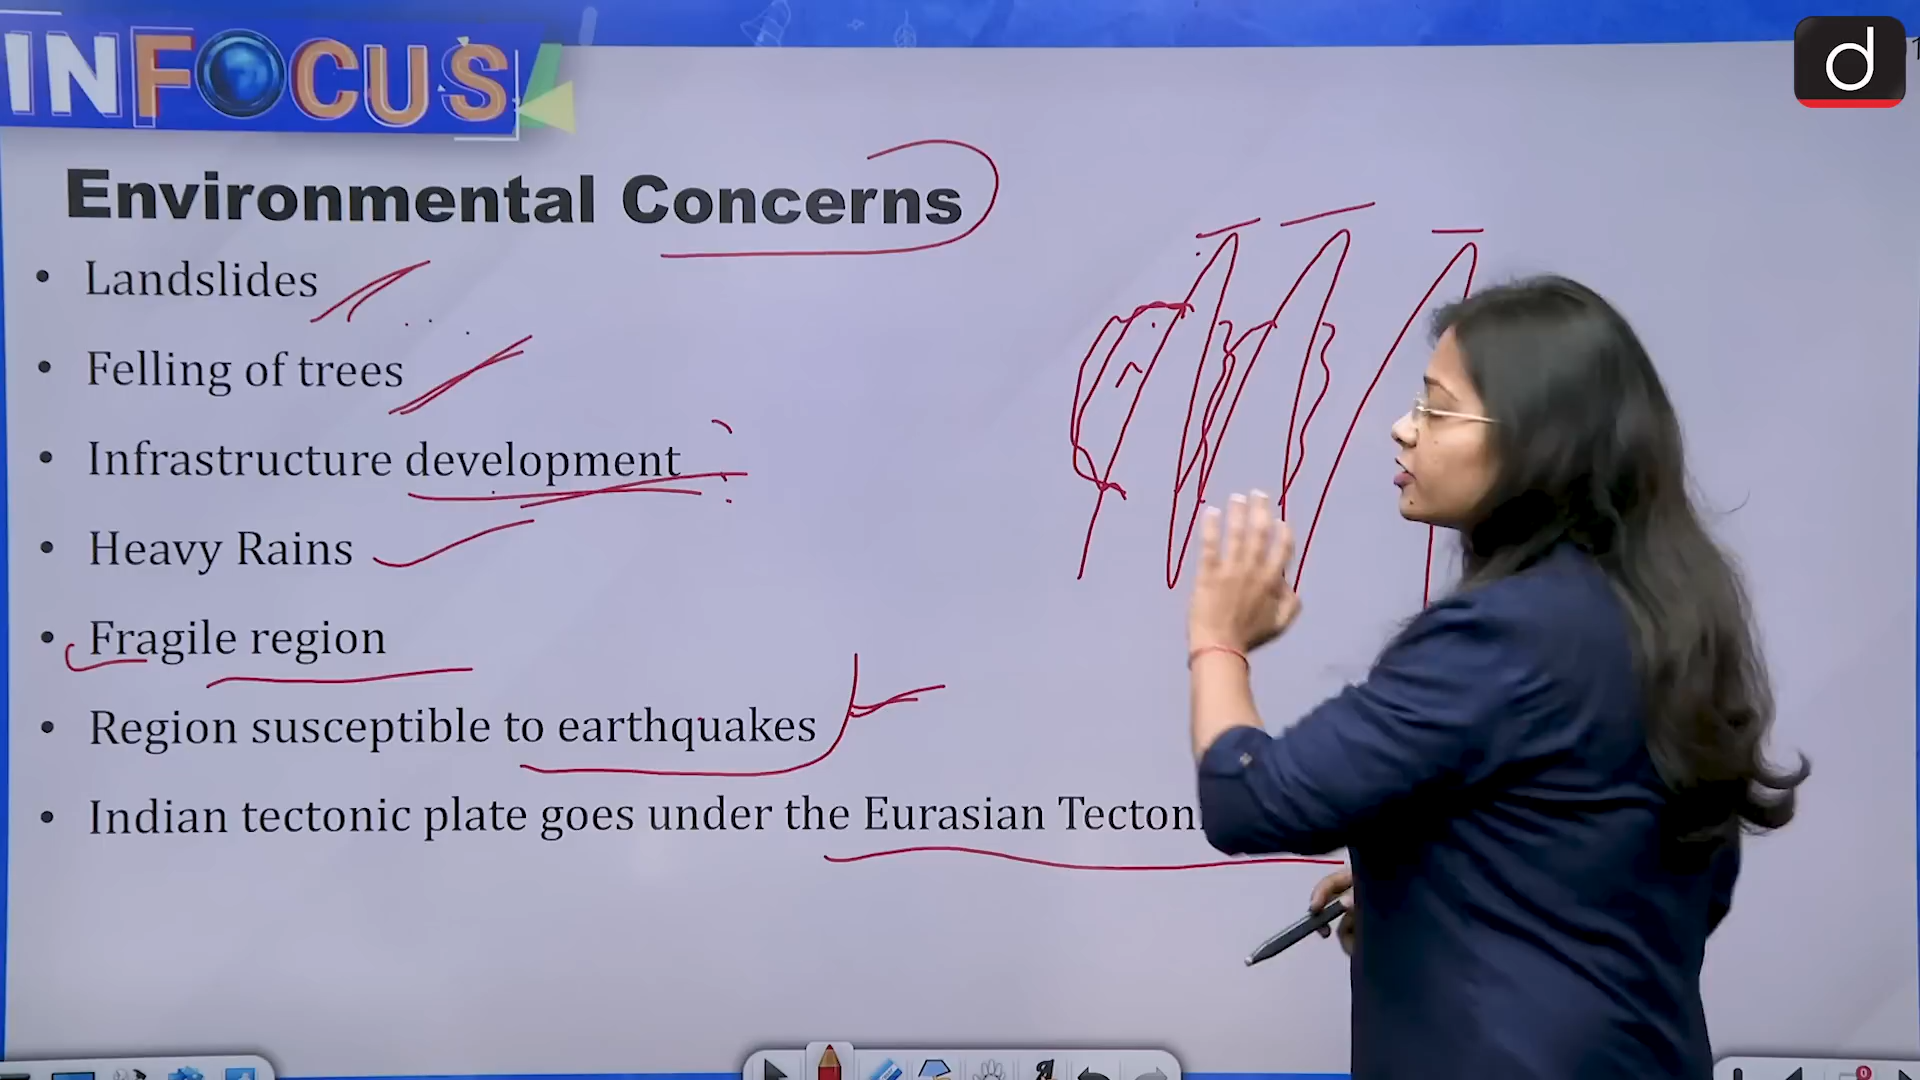 INFOCUS
d
Environmental Concerns
• Landslides
• Felling of trees
• Infrastructure development
• Heavy Rains
• Fragile region
• Region susceptible to earthquakes
• Indian tectonic plate goes under the Eurasian Tectoni